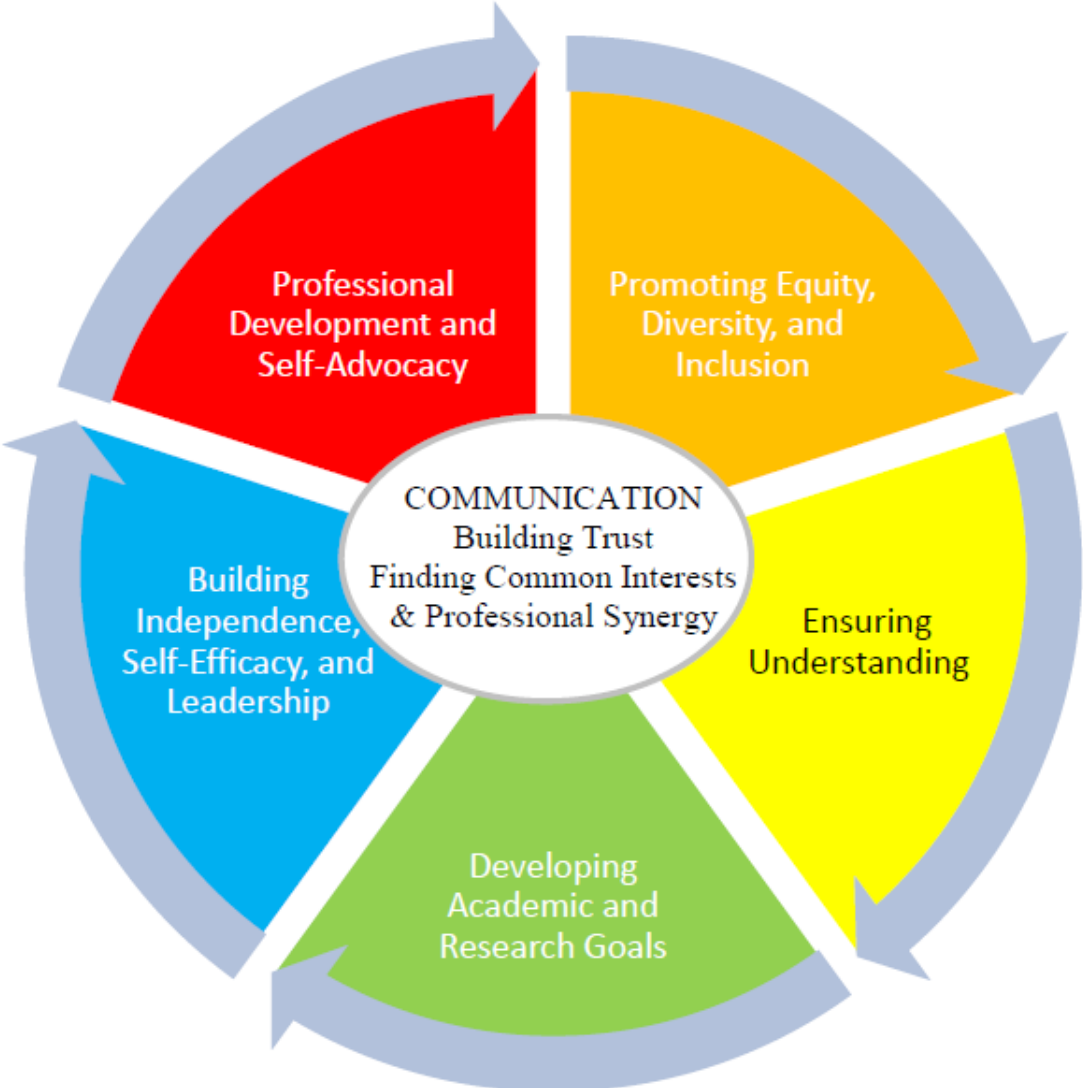 Professional
Development and
Self-Advocacy
Promoting Equity,
Diversity, and
Inclusion
COMMUNICATION
Building Trust
Finding Common Interests
& Professional Synergy
Building
Independence,
Self-Efficacy, and
Leadership
Ensuring
Understanding
Developing
Academic and
Research Goals